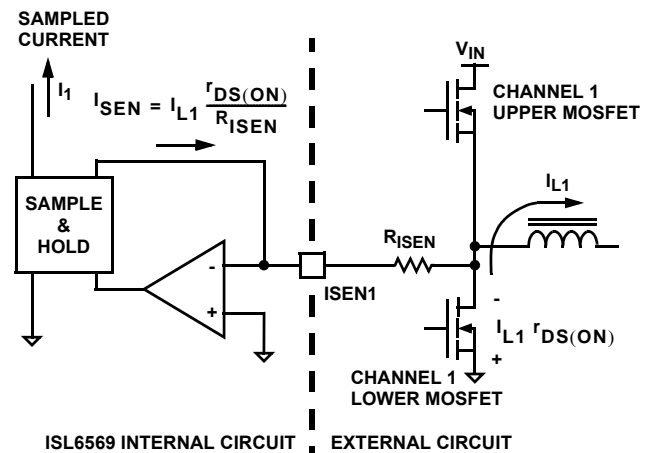 SAMPLED
CURRENT
I1
ISEN = IL1 rDS(ON)
RISEN
SAMPLE
&
HOLD
-
+
ISEN1
RISEN
VIN
CHANNEL 1
UPPER MOSFET
IL1
-
IL1 rDS(ON)
+
CHANNEL 1
LOWER MOSFET
ISL6569 INTERNAL CIRCUIT
EXTERNAL CIRCUIT